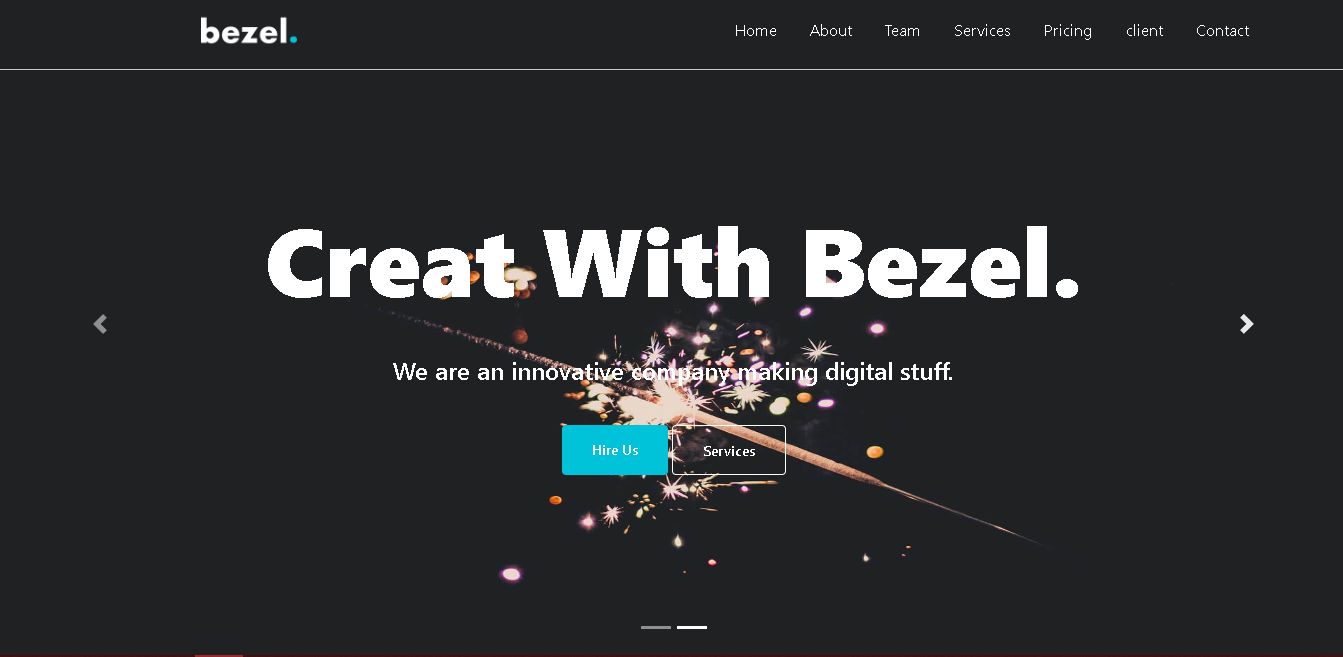 bezel.
Home About Team Services Pricing client Contact
Creat With Bezel.
We are an innovative company making digital stuff.
Hire Us Services